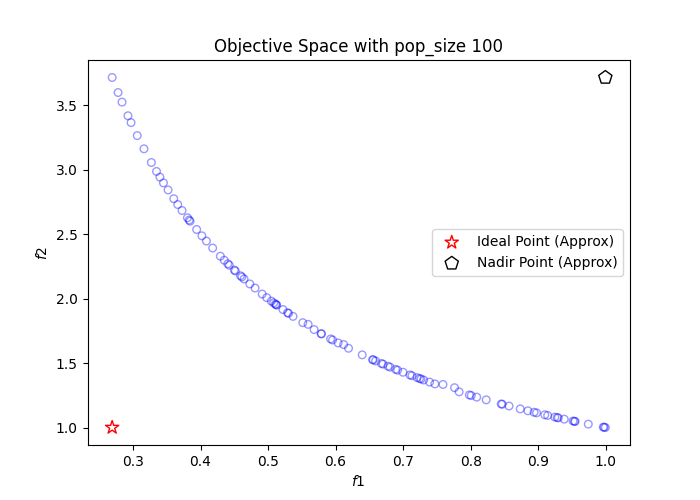 Objective Space with pop_size 100
3.5
3.0
2.5
2.0
1.5
1.0
f2
Ideal Point (Approx)
Nadir Point (Approx)
0.3 0.4 0.5 0.6 0.7 0.8 0.9 1.0
f1